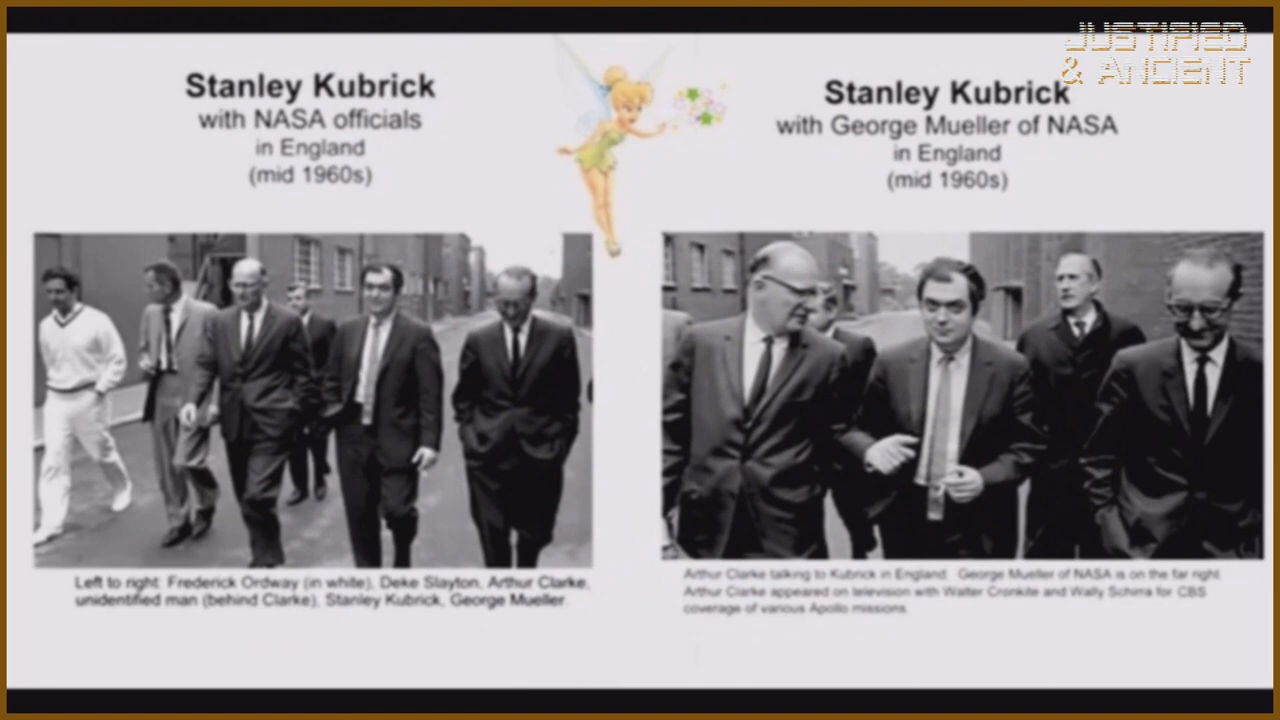 JUSTIFIED
& ANCIENT
Stanley Kubrick
with NASA officials
in England
(mid 1960s)
Stanley Kubrick
with George Mueller of NASA
in England
(mid 1960s)
Left to right: Frederick Ordway (in white), Deke Slayton, Arthur Clarke,
unidentified man (behind Clarke), Stanley Kubrick, George Mueller.
Arthur Clarke talking to Kubrick in England. George Mueller of NASA is on the far right.
Arthur Clarke appeared on television with Walter Cronkite and Wally Schirra for CBS
coverage of various Apollo missions.